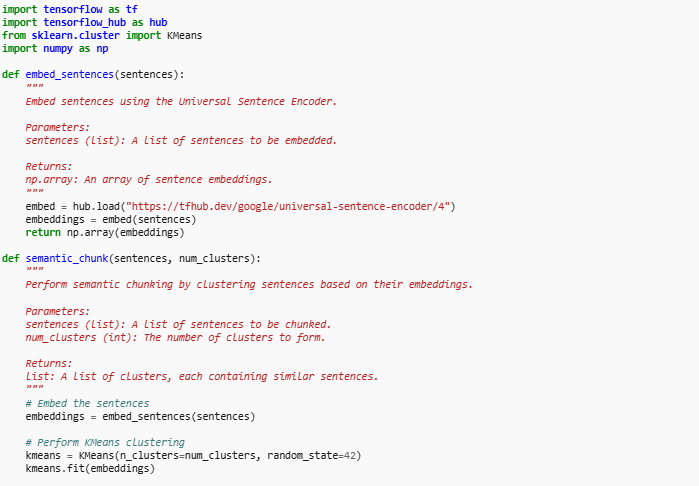 import tensorflow as tf
import tensorflow_hub as hub
from sklearn.cluster import KMeans
import numpy as np
def embed_sentences(sentences):
"""
Embed sentences using the Universal Sentence Encoder.
Parameters:
sentences (list): A list of sentences to be embedded.
Returns:
np.array: An array of sentence embeddings.
"""
embed = hub.load("https://tfhub.dev/google/universal-sentence-encoder/4")
embeddings = embed(sentences)
return np.array(embeddings)
def semantic_chunk(sentences, num_clusters):
"""
Perform semantic chunking by clustering sentences based on their embeddings.
Parameters:
sentences (list): A list of sentences to be chunked.
num_clusters (int): The number of clusters to form.
Returns:
list: A list of clusters, each containing similar sentences.
"""
# Embed the sentences
embeddings = embed_sentences(sentences)
# Perform KMeans clustering
kmeans = KMeans(n_clusters=num_clusters, random_state=42)
kmeans.fit(embeddings)